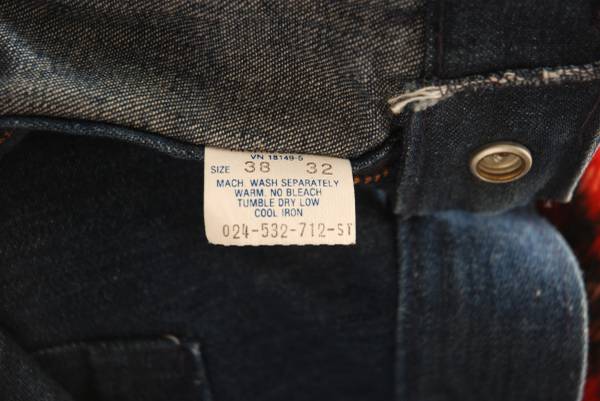 VN 18149-5
SIZE 38 32
MACH. WASH SEPARATELY
WARM. NO BLEACH
TUMBLE DRY LOW
COOL IRON
024-532-712-ST